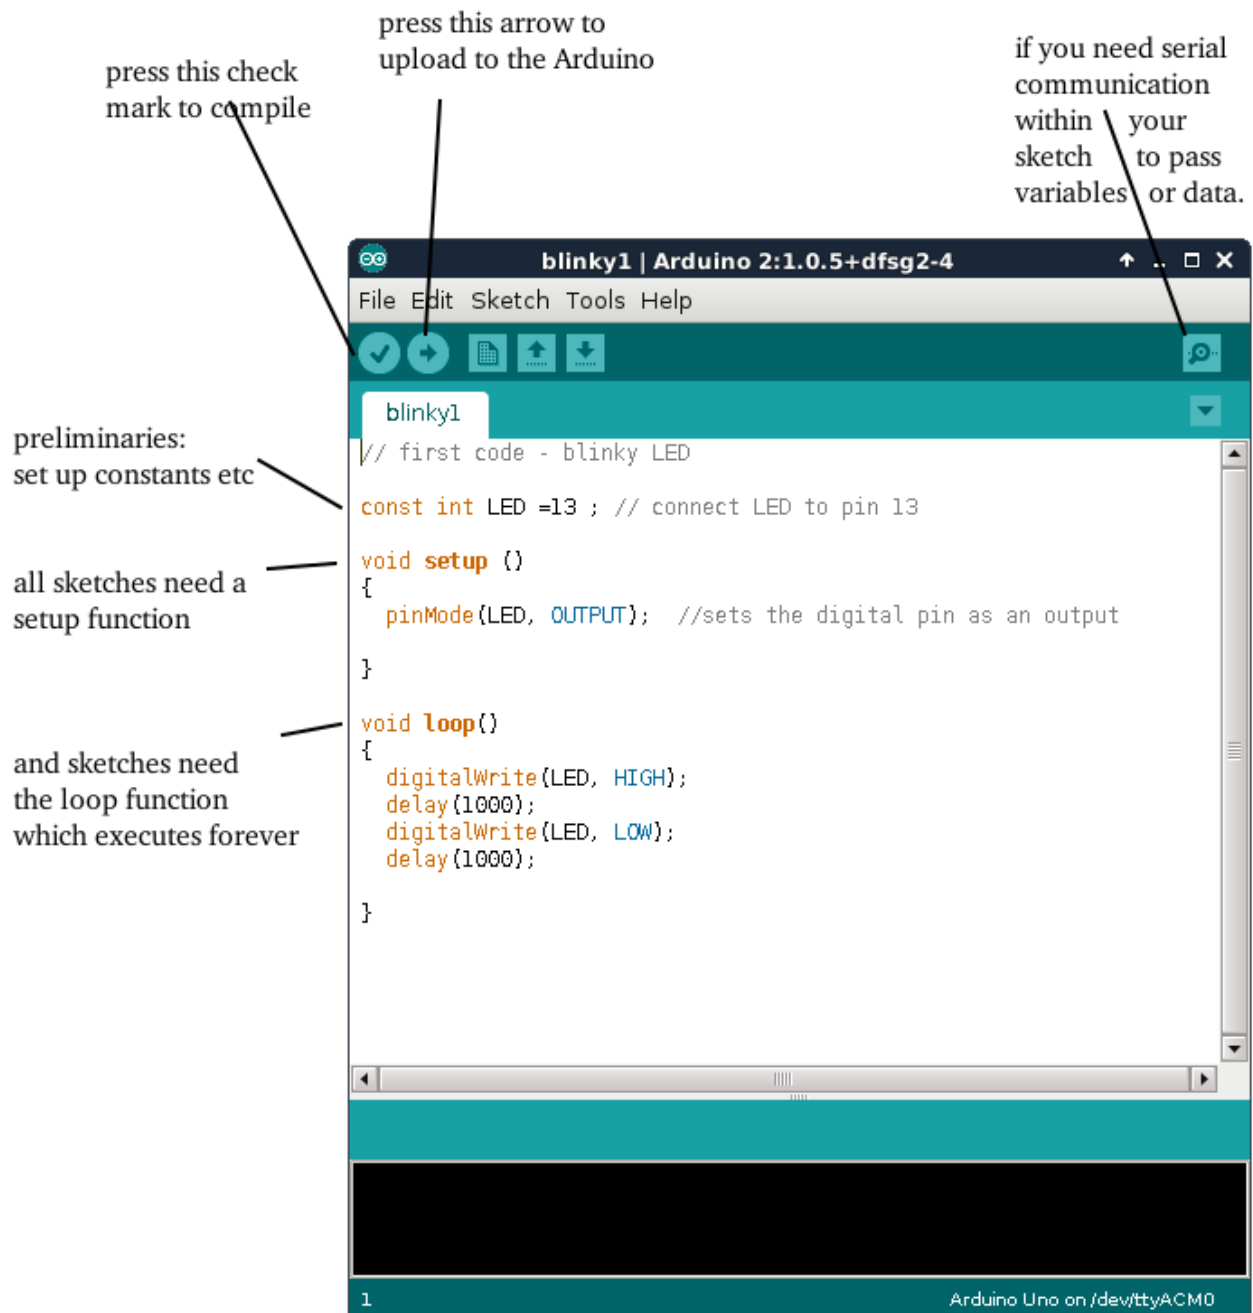 press this arrow to
upload to the Arduino
press this check
mark to compile
if you need serial
communication
within your
sketch to pass
variables or data.
blinky1 | Arduino 2:1.0.5+dfsg2-4
File Edit Sketch Tools Help
blinky1
preliminaries:
set up constants etc
// first code - blinky LED
const int LED =13 ; // connect LED to pin 13
all sketches need a
setup function
void setup ()
{
pinMode(LED, OUTPUT); //sets the digital pin as an output
}
and sketches need
the loop function
which executes forever
void loop()
{
digitalWrite(LED, HIGH);
delay(1000);
digitalWrite(LED, LOW);
delay(1000);
}
1
Arduino Uno on /dev/ttyACM0